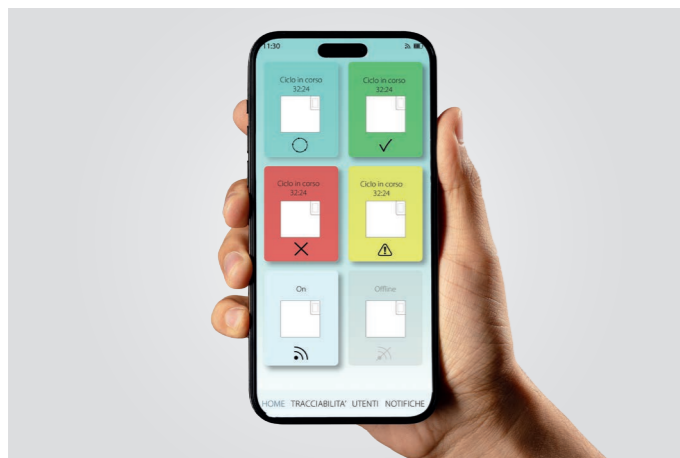 11:30
Ciclo in corso
32:24
Ciclo in corso
32:24
Ciclo in corso
32:24
Ciclo in corso
32:24
On
Offline
HOME TRACCIABILITA' UTENTI NOTIFICHE